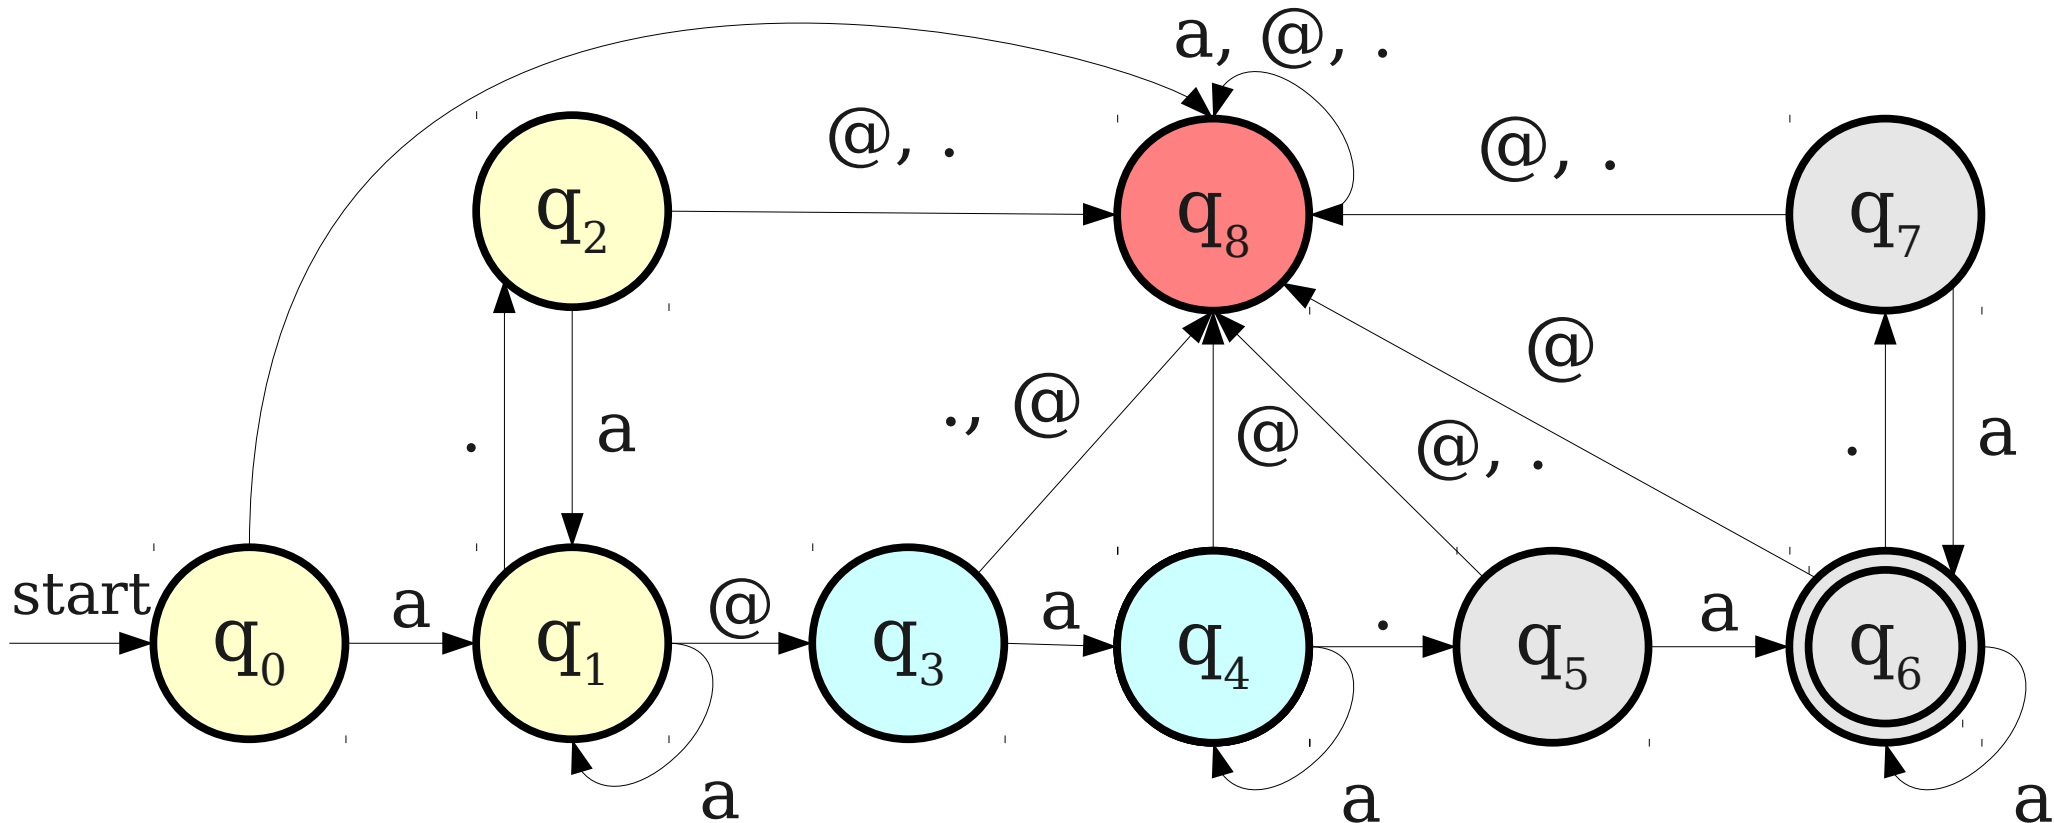 a, @, .
@, .
@, .
q2
q8
q7
@
., @
@
@, .
.
a
.
a
start
a
@
a
.
a
q0
q1
q3
q4
q5
q6
a
a
a